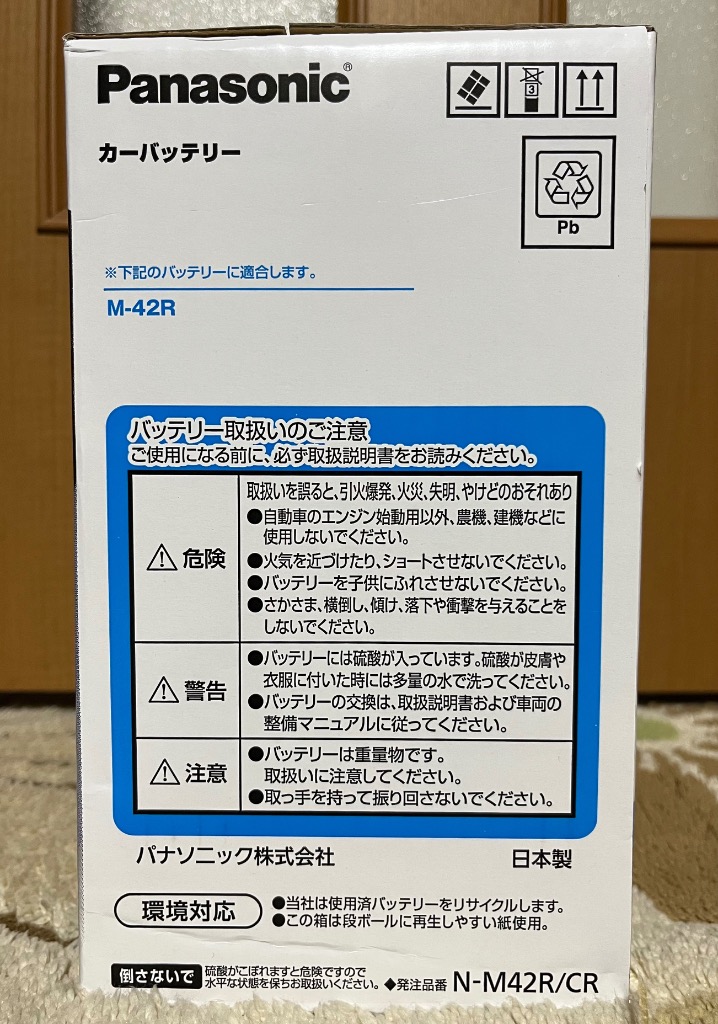 Panasonic®
カーバッテリー
3
Pb
※下記のバッテリーに適合します。
M-42R
バッテリー取扱いのご注意
ご使用になる前に、必ず取扱説明書をお読みください。
取扱いを誤ると、引火爆発、火災、失明、やけどのおそれあり
危険
●自動車のエンジン始動用以外、農機、建機などに
使用しないでください。
●火気を近づけたり、ショートさせないでください。
●バッテリーを子供にふれさせないでください。
●さかさま、横倒し、傾け、落下や衝撃を与えることを
しないでください。
警告
●バッテリーには硫酸が入っています。硫酸が皮膚や
衣服に付いた時には多量の水で洗ってください。
●バッテリーの交換は、取扱説明書および車両の
整備マニュアルに従ってください。
注意
●バッテリーは重量物です。
取扱いに注意してください。
●取っ手を持って振り回さないでください。
パナソニック株式会社 日本製
環境対応
●当社は使用済バッテリーをリサイクルします。
●この箱は段ボールに再生しやすい紙使用。
倒さないで
硫酸がこぼれますと危険ですので
水平な状態を保ちお取扱いください。
◆発注品番 N-M42R/CR